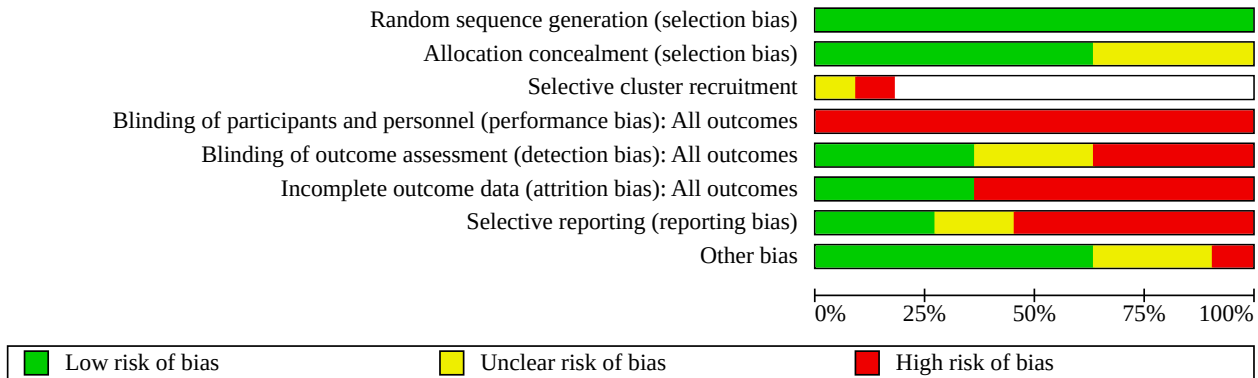 Random sequence generation (selection bias)
Allocation concealment (selection bias)
Selective cluster recruitment
Blinding of participants and personnel (performance bias): All outcomes
Blinding of outcome assessment (detection bias): All outcomes
Incomplete outcome data (attrition bias): All outcomes
Selective reporting (reporting bias)
Other bias
0% 25% 50% 75% 100%
Low risk of bias Unclear risk of bias High risk of bias